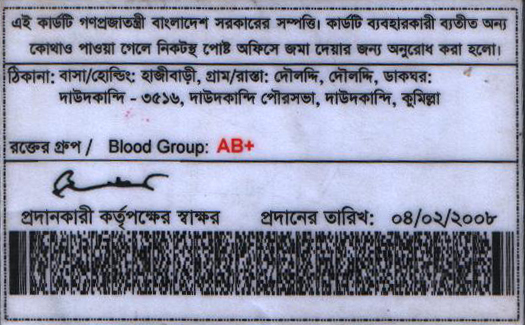 এই কার্ডটি গণপ্রজাতন্ত্রী বাংলাদেশ সরকারের সম্পত্তি। কার্ডটি ব্যবহারকারী ব্যতীত অন্য
কোথাও পাওয়া গেলে নিকটস্থ পোষ্ট অফিসে জমা দেয়ার জন্য অনুরোধ করা হলো।
ঠিকানা: বাসা/হোল্ডিং: হাজীবাড়ী, গ্রাম/রাস্তা: দৌলদ্দি, দৌলদ্দি, ডাকঘর:
দাউদকান্দি - ৩৫১৬, দাউদকান্দি পৌরসভা, দাউদকান্দি, কুমিল্লা
রক্তের গ্রুপ / Blood Group: AB+
প্রদানকারী কর্তৃপক্ষের স্বাক্ষর প্রদানের তারিখ: ০৪/০২/২০০৮